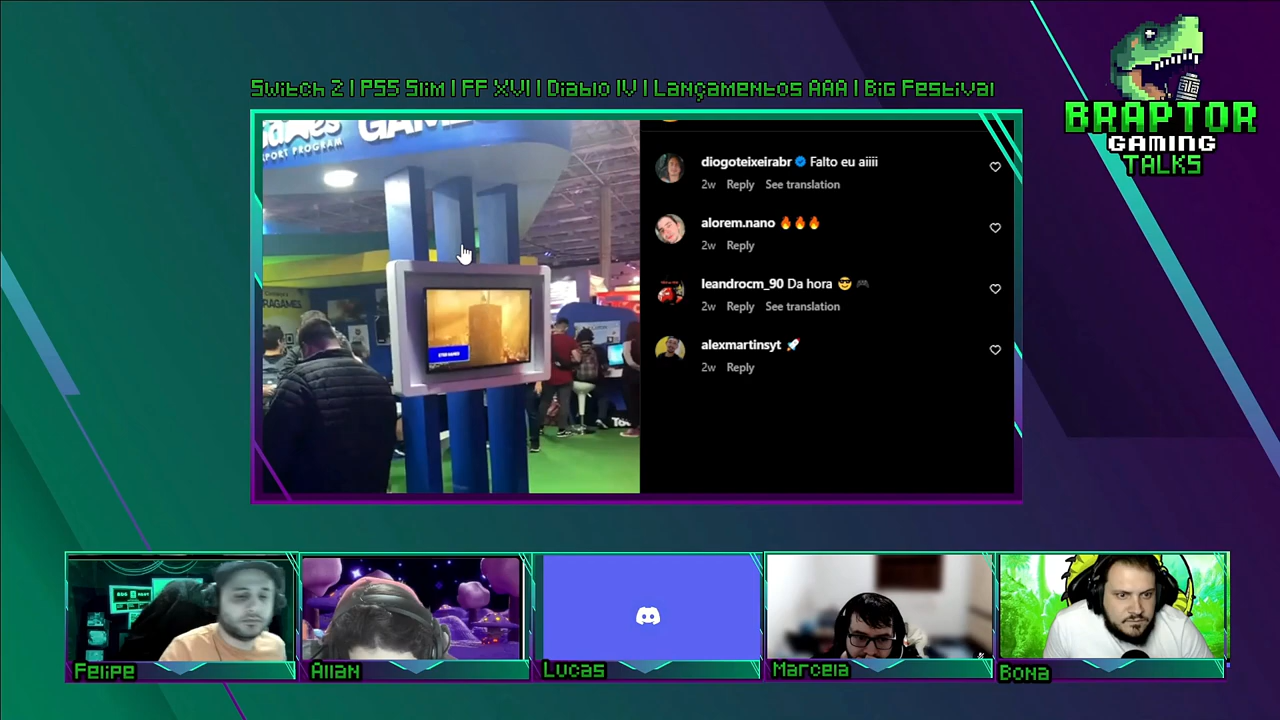 Switch 2 | PS5 Slim | FF XVI | Diablo IV | Lançamentos AAA | Big Festival
BRAPTOR
GAMING
TALKS
PORT PROGRAM
diogoteixeirabr Falto eu aiiii
2w Reply See translation
alorem.nano 🔥🔥🔥
2w Reply
leandrocm_90 Da hora 😎 🎮
2w Reply See translation
alexmartinsyt 🚀
2w Reply
Felipe
Allan
Lucas
Marcela
Bona